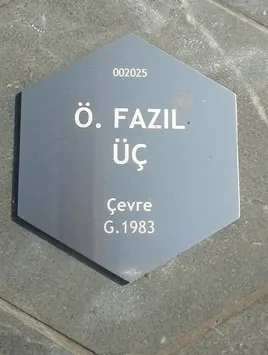 002025
Ö. FAZIL
ÜÇ
Çevre
G.1983